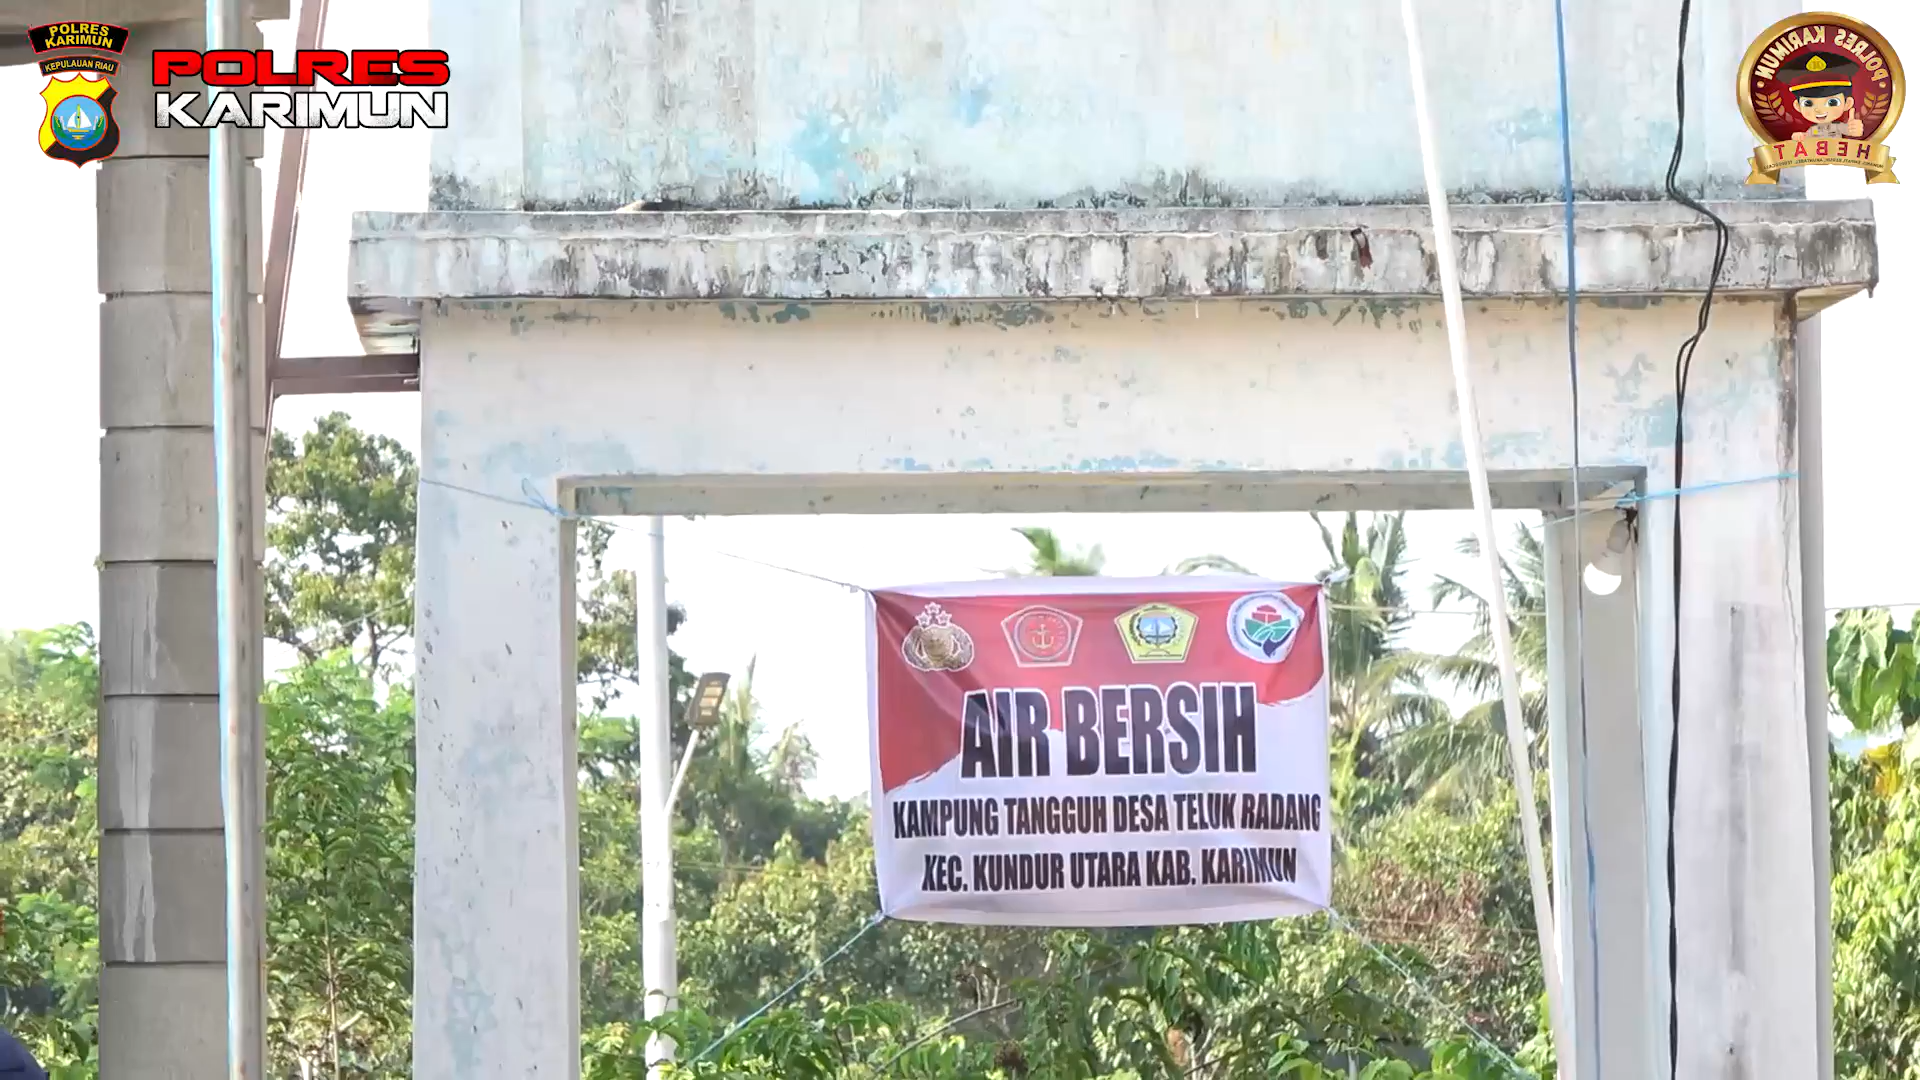 POLRES
KARIMUN
KEPULAUAN RIAU
POLRES
KARIMUN
POLRES KARIMUN
HEBAT
AIR BERSIH
KAMPUNG TANGGUH DESA TELUK RADANG
KEC. KUNDUR UTARA KAB. KARIMUN